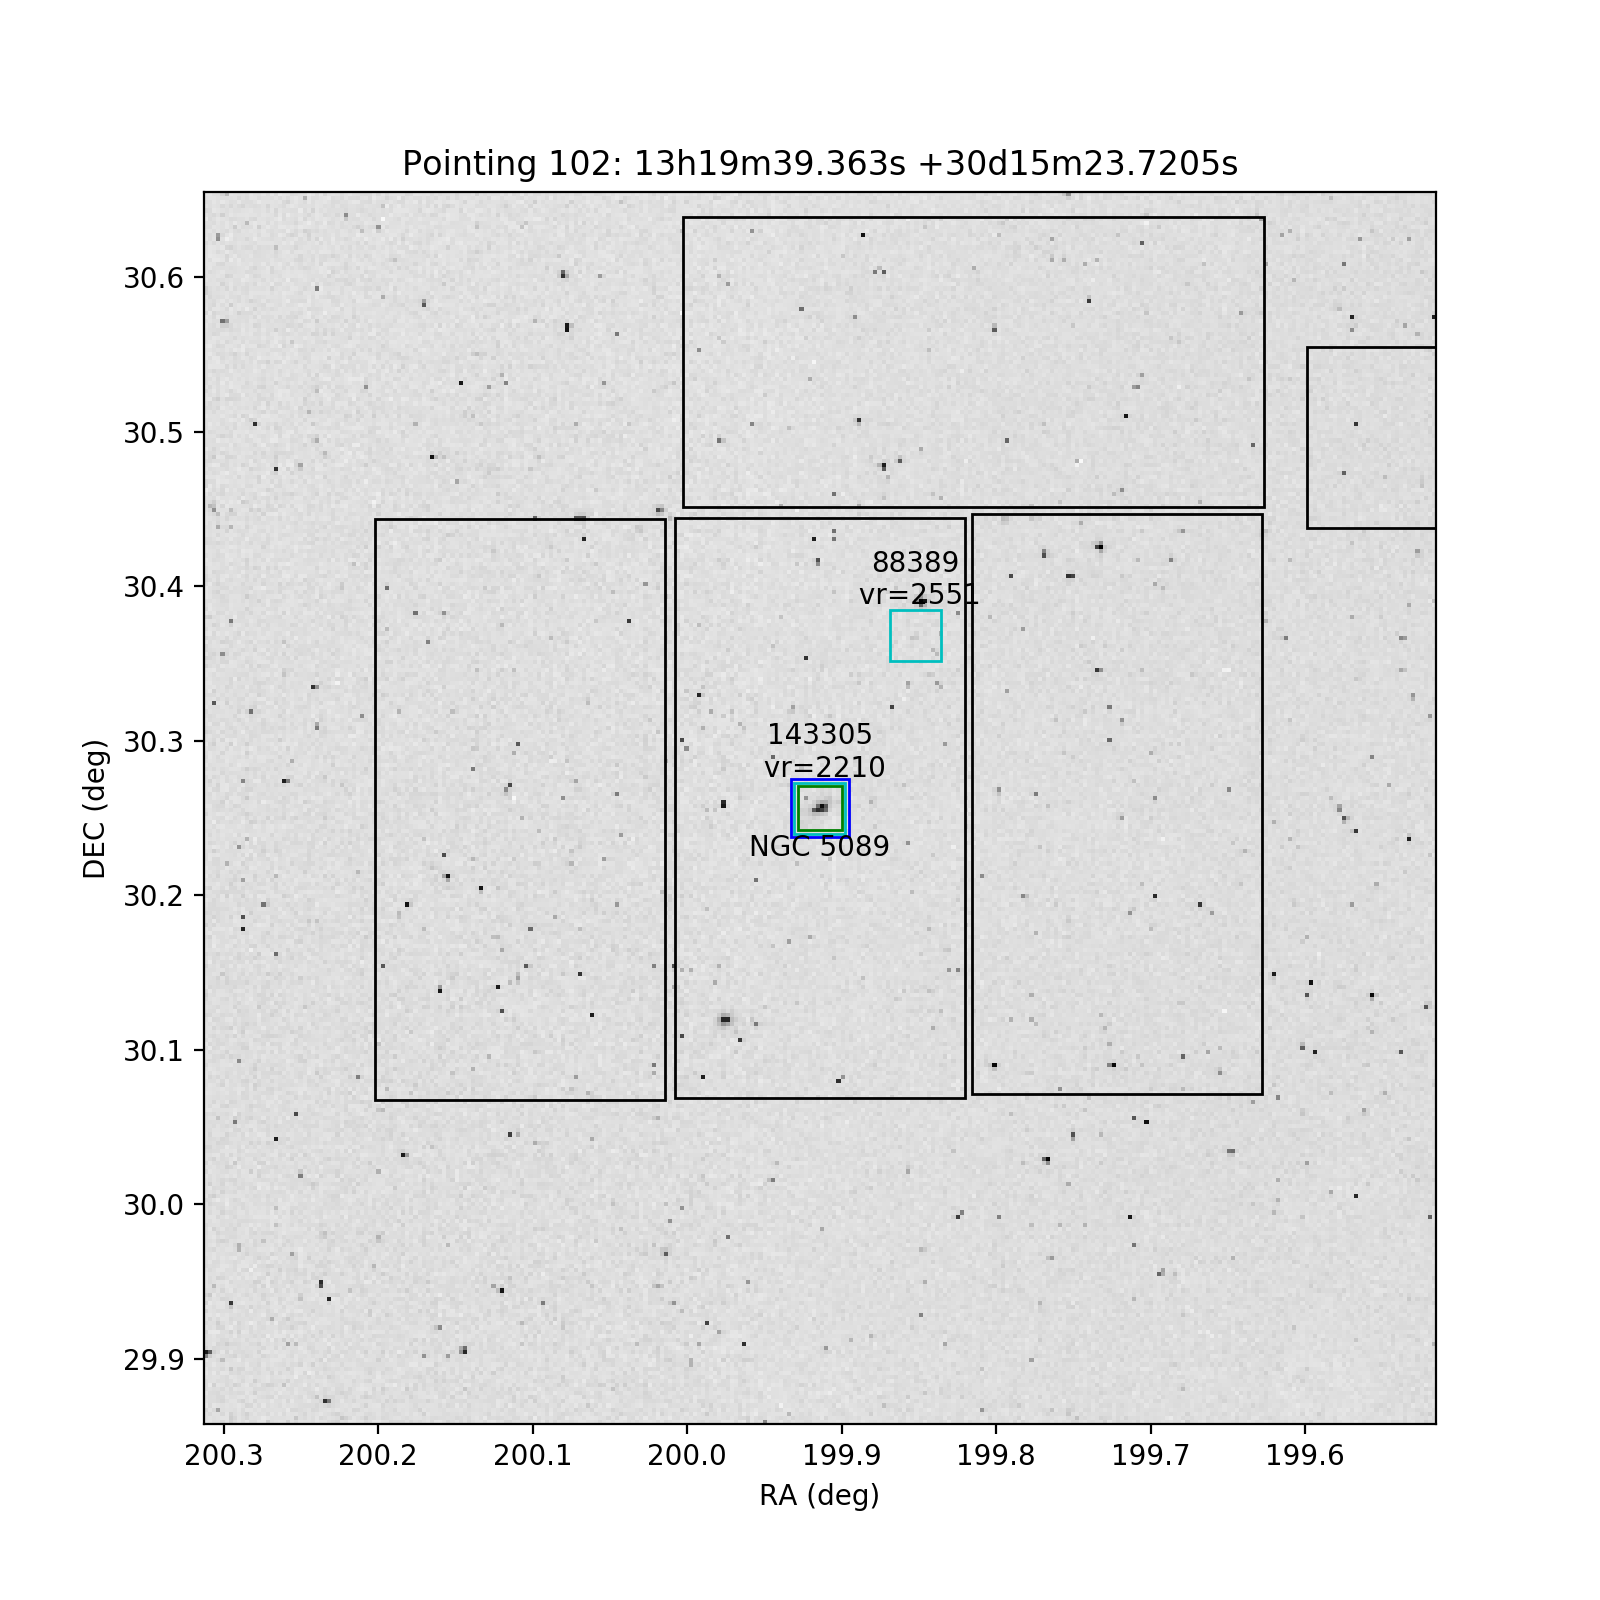 Pointing 102: 13h19m39.363s +30d15m23.7205s
30.6
30.5
30.4
30.3
30.2
30.1
30.0
29.9
DEC (deg)
88389
vr=2551
143305
vr=2210
NGC 5089
200.3 200.2 200.1 200.0 199.9 199.8 199.7 199.6
RA (deg)